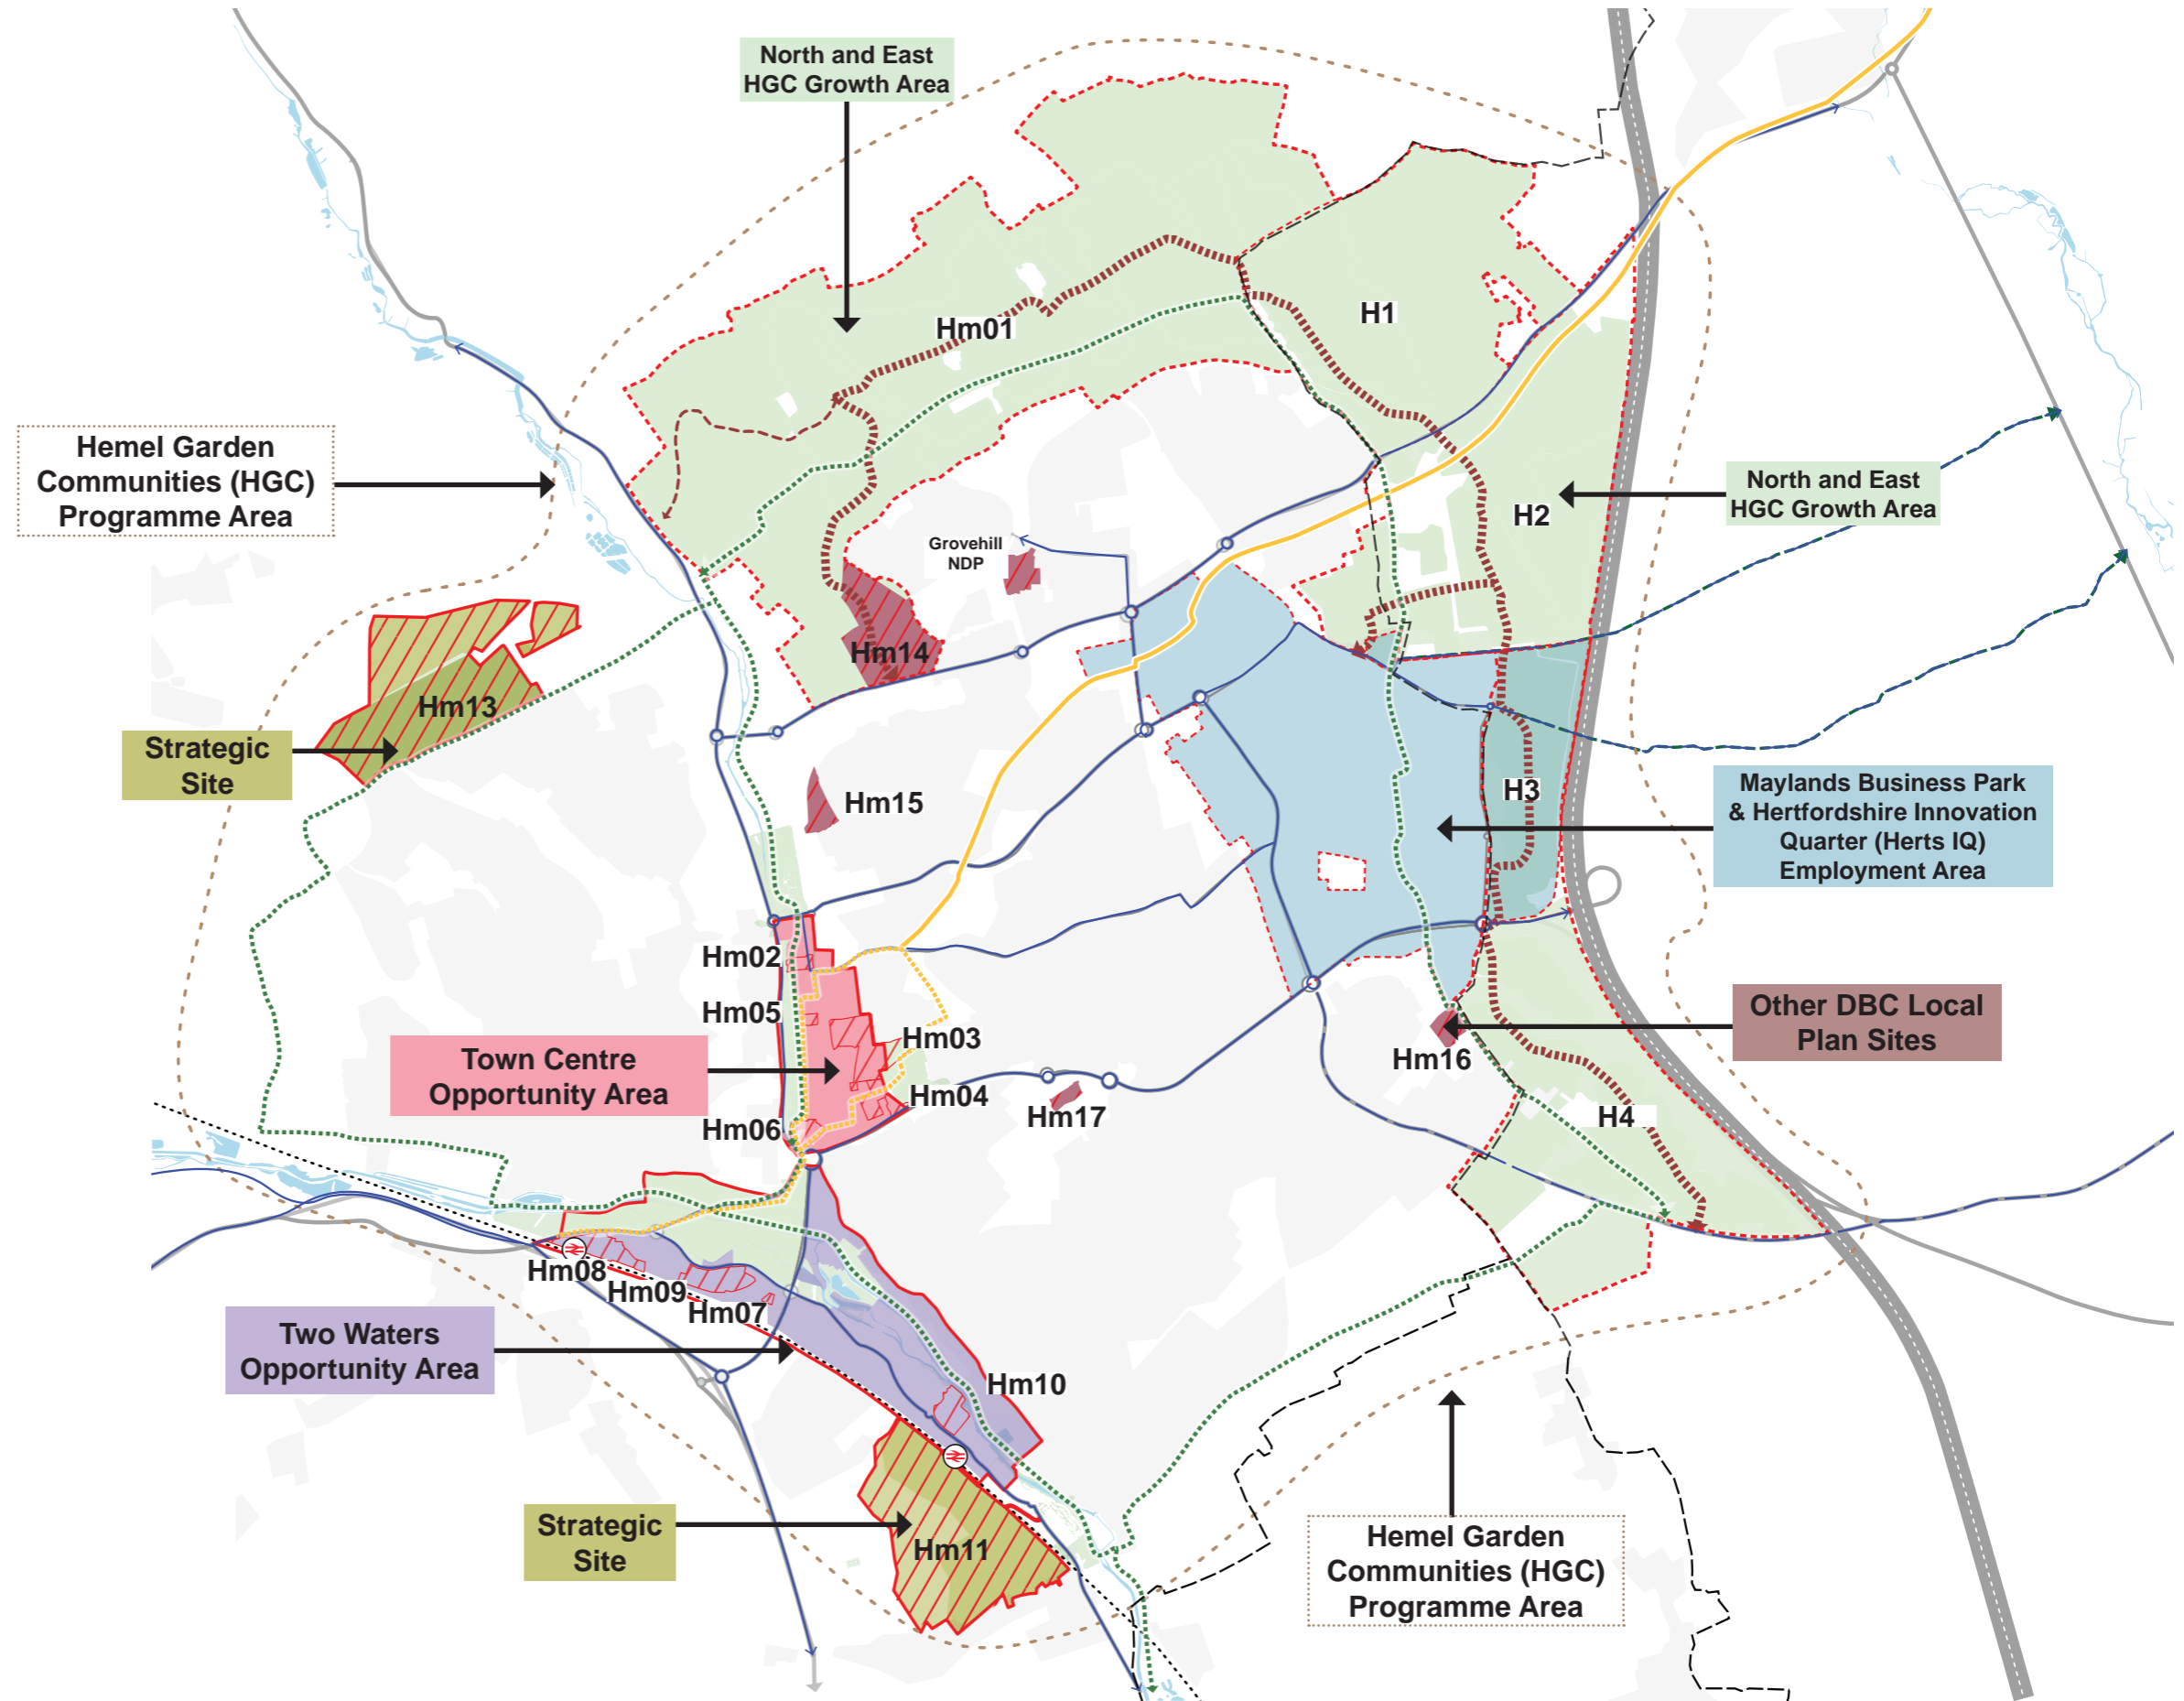 North and East
HGC Growth Area
Hm01
H1
Hemel Garden
Communities (HGC)
Programme Area
North and East
HGC Growth Area
H2
Grovehill
NDP
Hm14
Hm13
Strategic
Site
Hm15
H3
Maylands Business Park
& Hertfordshire Innovation
Quarter (Herts IQ)
Employment Area
Hm02
Hm05
Town Centre
Opportunity Area
Hm03
Hm04
Hm06
Hm17
Hm16
Other DBC Local
Plan Sites
H4
Hm08
Hm09
Hm07
Two Waters
Opportunity Area
Hm10
Strategic
Site
Hm11
Hemel Garden
Communities (HGC)
Programme Area